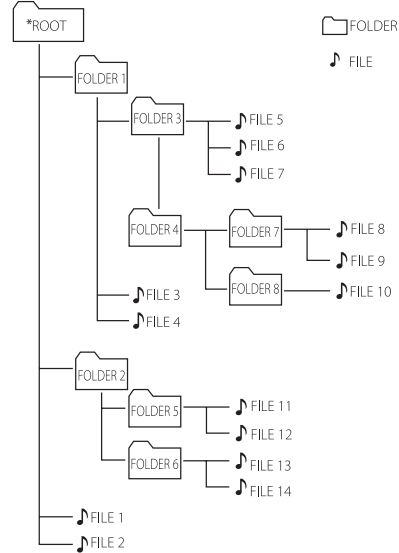 *ROOT
FOLDER
FILE
FOLDER 1
FOLDER 3
FILE 5
FILE 6
FILE 7
FOLDER 4
FOLDER 7
FILE 8
FILE 9
FOLDER 8
FILE 10
FILE 3
FILE 4
FOLDER 2
FOLDER 5
FILE 11
FILE 12
FOLDER 6
FILE 13
FILE 14
FILE 1
FILE 2